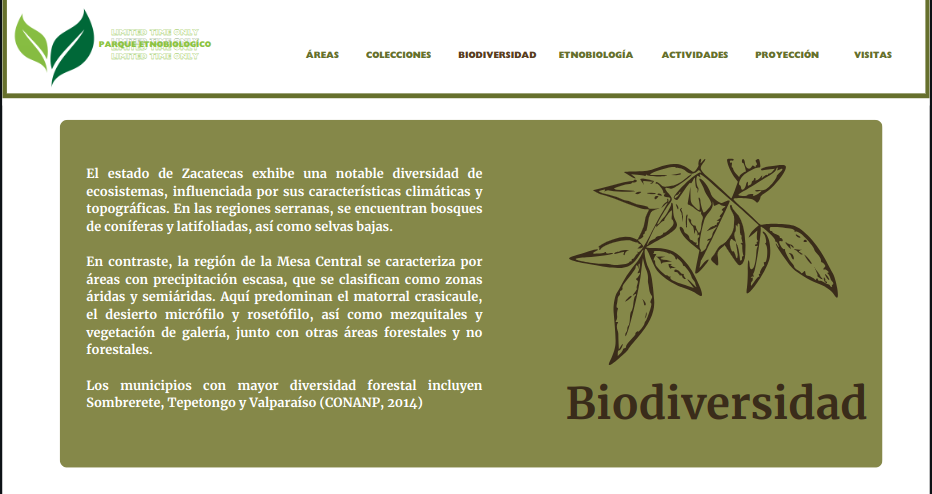 LIMITED TIME ONLY
PARQUE ETNOBIOLOGICO
LIMITED TIME ONLY
LIMITED TIME ONLY
ÁREAS COLECCIONES BIODIVERSIDAD ETNOBIOLOGÍA ACTIVIDADES PROYECCIÓN VISITAS
El estado de Zacatecas exhibe una notable diversidad de
ecosistemas, influenciada por sus características climáticas y
topográficas. En las regiones serranas, se encuentran bosques
de coníferas y latifoliadas, así como selvas bajas.
En contraste, la región de la Mesa Central se caracteriza por
áreas con precipitación escasa, que se clasifican como zonas
áridas y semiáridas. Aquí predominan el matorral crasicaule,
el desierto micrófilo y rosetófilo, así como mezquitales y
vegetación de galería, junto con otras áreas forestales y no
forestales.
Los municipios con mayor diversidad forestal incluyen
Sombrerete, Tepetongo y Valparaíso (CONANP, 2014)
Biodiversidad